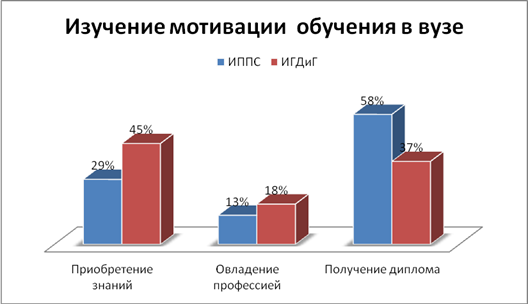 Изучение мотивации обучения в вузе
ИППС ИГДиГ
58%
45%
37%
29%
13% 18%
Приобретение знаний
Овладение профессией
Получение диплома